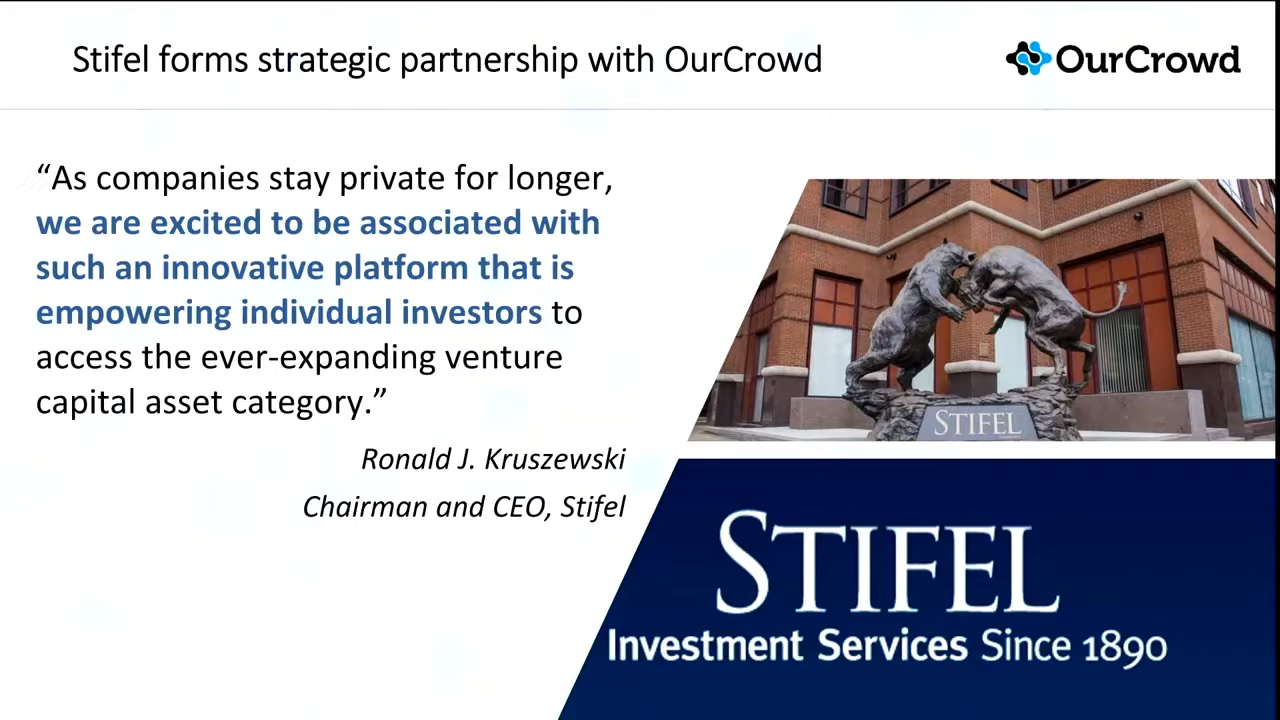 Stifel forms strategic partnership with OurCrowd
OurCrowd
“As companies stay private for longer,
we are excited to be associated with
such an innovative platform that is
empowering individual investors to
access the ever-expanding venture
capital asset category.”
Ronald J. Kruszewski
Chairman and CEO, Stifel
STIFEL
STIFEL
Investment Services Since 1890